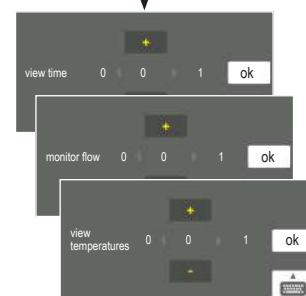 +
view time 0 0 1 ok
+
monitor flow 0 0 1 ok
+
view
temperatures 0 0 1 ok
-